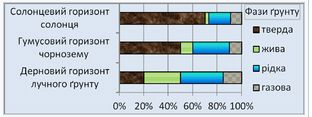 Солонцевий горизонт
солонця
Гумусовий горизонт
чорнозему
Дерновий горизонт
лучного ґрунту
0% 20% 40% 60% 80% 100%
Фази ґрунту
тверда
жива
рідка
газова